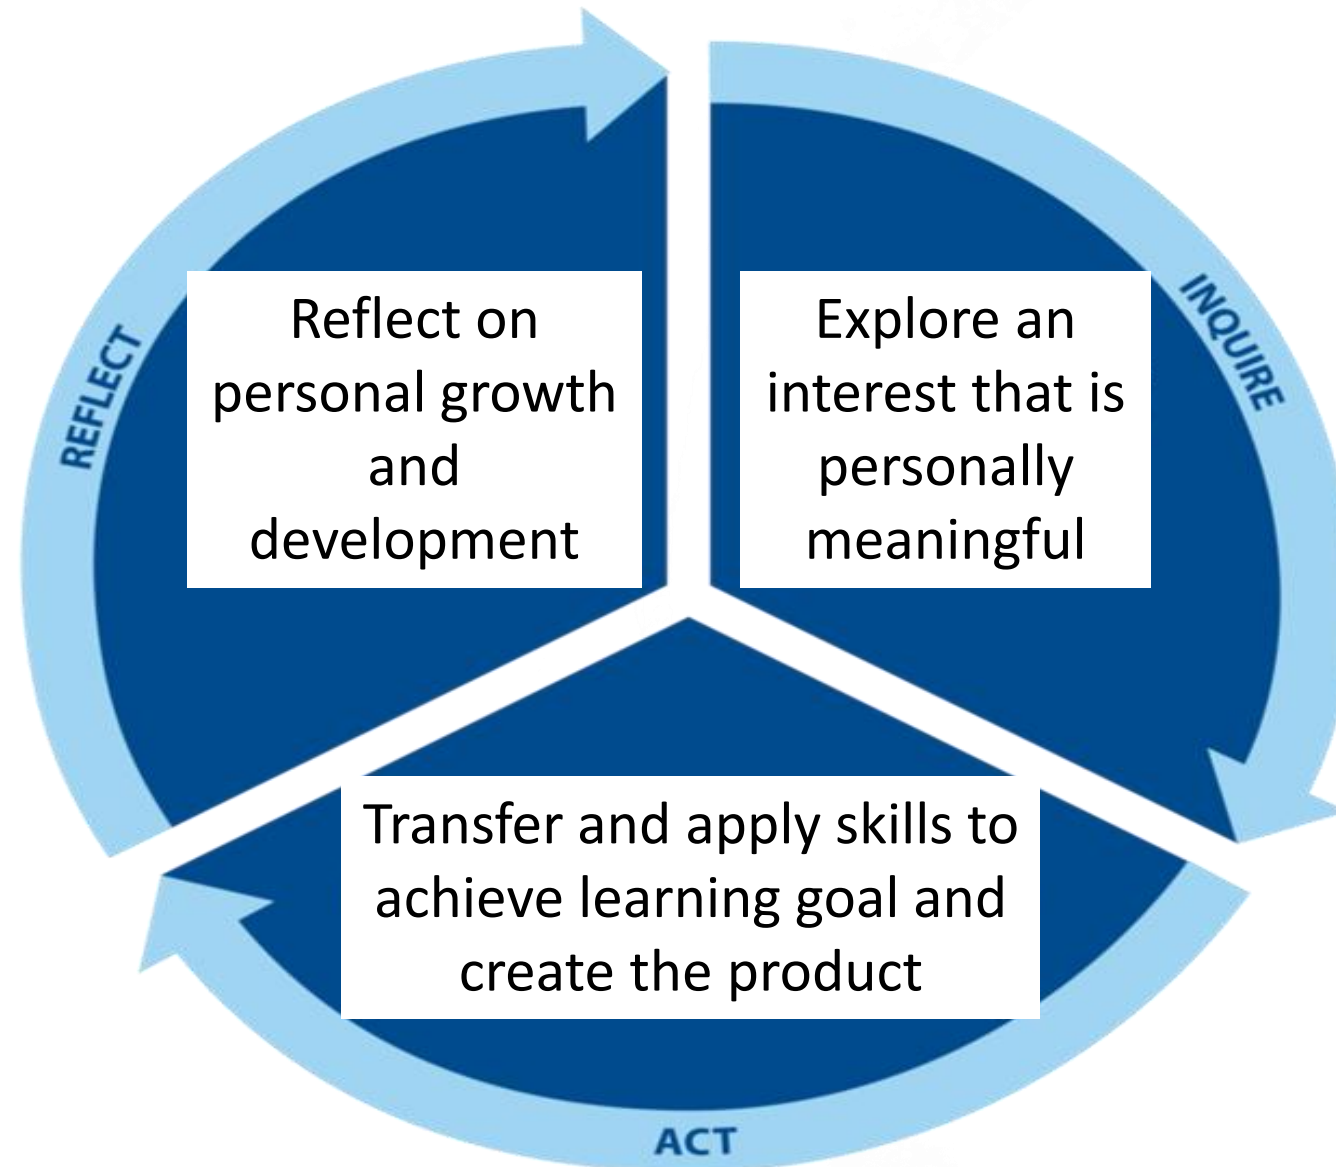 REFLECT
Reflect on
personal growth
and
development
INQUIRE
Explore an
interest that is
personally
meaningful
Transfer and apply skills to
achieve learning goal and
create the product
ACT